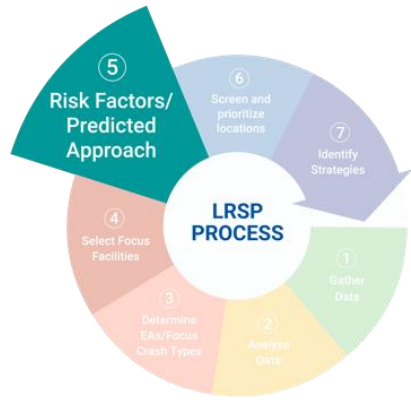 LRSP
PROCESS
1
Gather
Data
2
Analyze
Data
3
Determine
EAs/Focus
Crash Types
4
Select Focus
Facilities
5
Risk Factors/
Predicted
Approach
6
Screen and
prioritize
locations
7
Identify
Strategies